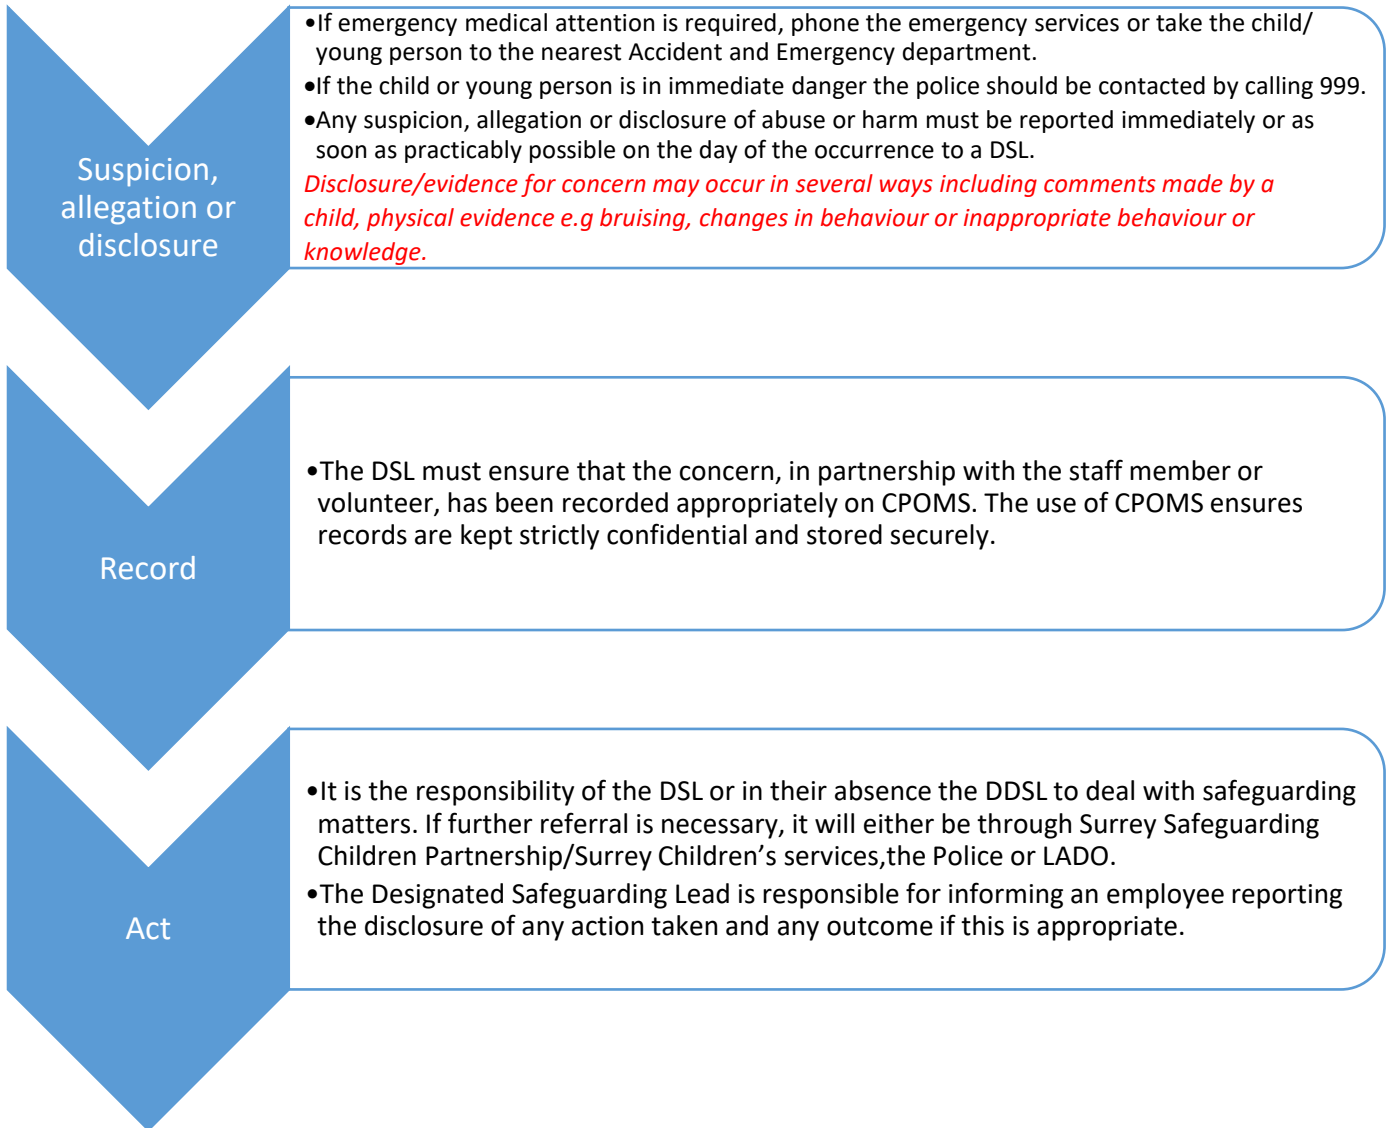 Suspicion,
allegation or
disclosure
•If emergency medical attention is required, phone the emergency services or take the child/
young person to the nearest Accident and Emergency department.
•If the child or young person is in immediate danger the police should be contacted by calling 999.
•Any suspicion, allegation or disclosure of abuse or harm must be reported immediately or as
soon as practicably possible on the day of the occurrence to a DSL.
Disclosure/evidence for concern may occur in several ways including comments made by a
child, physical evidence e.g bruising, changes in behaviour or inappropriate behaviour or
knowledge.
Record
•The DSL must ensure that the concern, in partnership with the staff member or
volunteer, has been recorded appropriately on CPOMS. The use of CPOMS ensures
records are kept strictly confidential and stored securely.
Act
•It is the responsibility of the DSL or in their absence the DDSL to deal with safeguarding
matters. If further referral is necessary, it will either be through Surrey Safeguarding
Children Partnership/Surrey Children’s services,the Police or LADO.
•The Designated Safeguarding Lead is responsible for informing an employee reporting
the disclosure of any action taken and any outcome if this is appropriate.